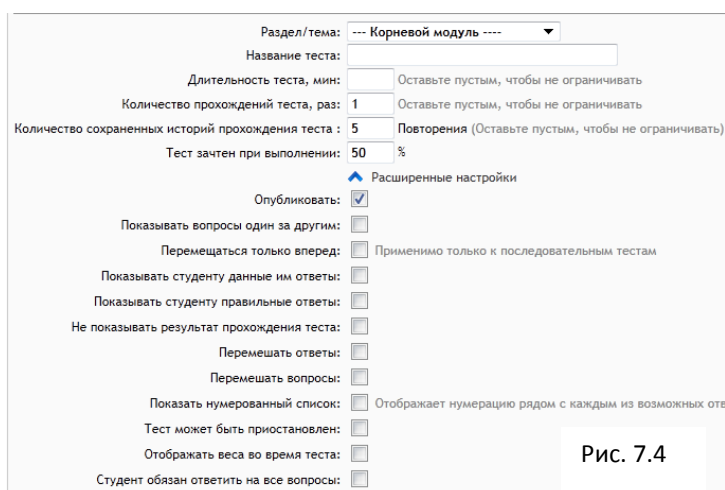 Раздел/тема: --- Корневой модуль ----
Название теста:
Длительность теста, мин: Оставьте пустым, чтобы не ограничивать
Количество прохождений теста, раз: 1 Оставьте пустым, чтобы не ограничивать
Количество сохраненных историй прохождения теста : 5 Повторения (Оставьте пустым, чтобы не ограничивать)
Тест зачтен при выполнении: 50 %
Расширенные настройки
Опубликовать:
Показывать вопросы один за другим:
Перемещаться только вперед: Применимо только к последовательным тестам
Показывать студенту данные им ответы:
Показывать студенту правильные ответы:
Не показывать результат прохождения теста:
Перемешать ответы:
Перемешать вопросы:
Показать нумерованный список: Отображает нумерацию рядом с каждым из возможных отв
Тест может быть приостановлен:
Отображать веса во время теста:
Студент обязан ответить на все вопросы:
Рис. 7.4